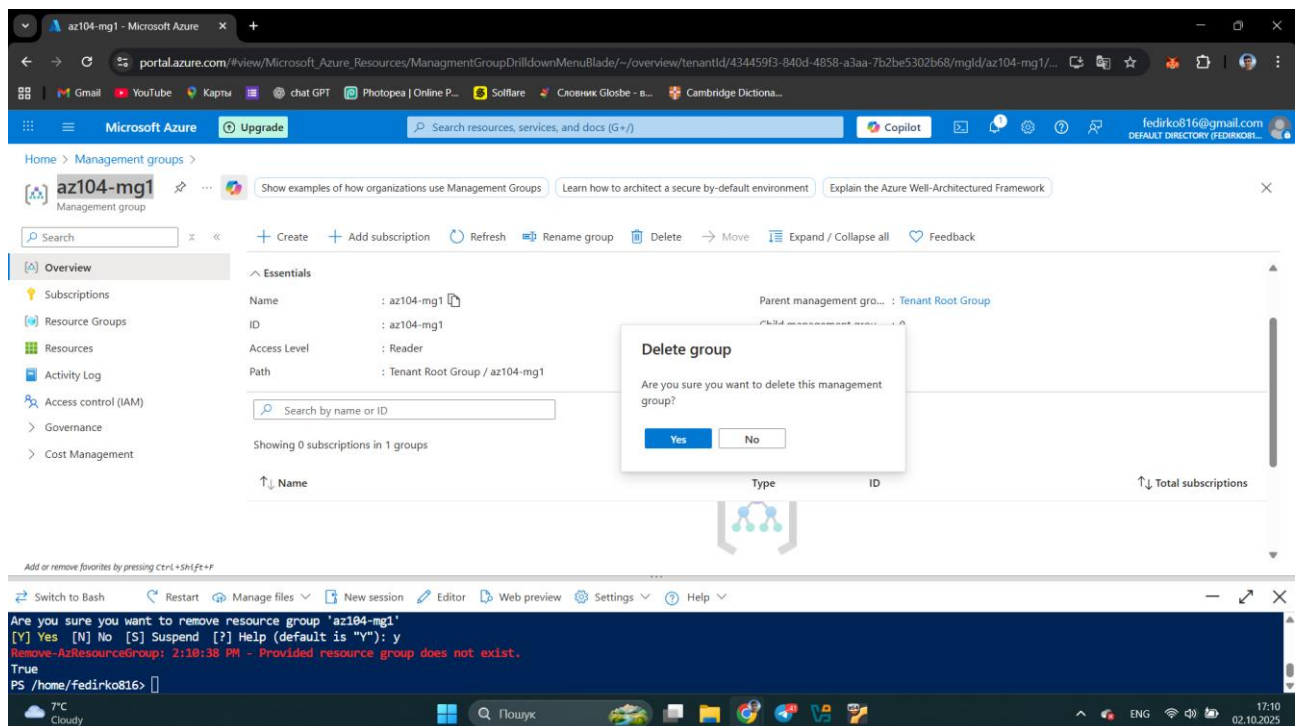 az104-mg1 - Microsoft Azure
portal.azure.com/#view/Microsoft_Azure_Resources/ManagmentGroupDrilldownMenuBlade/~/overview/tenantId/434459f3-840d-4858-a3aa-7b2be5302b68/mgId/az104-mg1/...
Gmail YouTube Карты chat GPT Photopea | Online P... Solflare Словник Glosbe - в... Cambridge Dictiona...
Microsoft Azure Upgrade Search resources, services, and docs (G+/) Copilot fedirko816@gmail.com
DEFAULT DIRECTORY (FEDIRKO81...
Home > Management groups >
az104-mg1 ... Show examples of how organizations use Management Groups Learn how to architect a secure by-default environment Explain the Azure Well-Architectured Framework
Management group
Search + Create + Add subscription Refresh Rename group Delete Move Expand / Collapse all Feedback
Overview Essentials
Subscriptions
Name : az104-mg1 Parent management gro... : Tenant Root Group
Resource Groups
ID : az104-mg1 Child management grou... : 0
Resources
Access Level : Reader
Activity Log
Path : Tenant Root Group / az104-mg1
Delete group
Are you sure you want to delete this management
group?
Yes No
Access control (IAM)
Search by name or ID
Governance
Showing 0 subscriptions in 1 groups
Cost Management
Name Type ID Total subscriptions
Add or remove favorites by pressing Ctrl+Shift+F
Switch to Bash Restart Manage files New session Editor Web preview Settings Help
Are you sure you want to remove resource group 'az104-mg1'
[Y] Yes [N] No [S] Suspend [?] Help (default is "Y"): y
Remove-AzResourceGroup: 2:10:38 PM - Provided resource group does not exist.
True
PS /home/fedirko816>
7°C
Cloudy
Пошук
ENG
17:10
02.10.2025